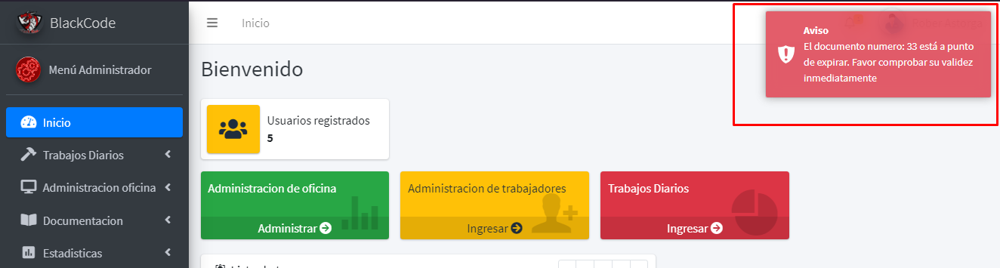 BlackCode
Inicio
Menú Administrador
Inicio
Trabajos Diarios
Administracion oficina
Documentacion
Estadisticas
Aviso
El documento numero: 33 está a punto
de expirar. Favor comprobar su validez
inmediatamente
Bienvenido
Usuarios registrados
5
Administracion de oficina
Administrar
Administracion de trabajadores
Ingresar
Trabajos Diarios
Ingresar